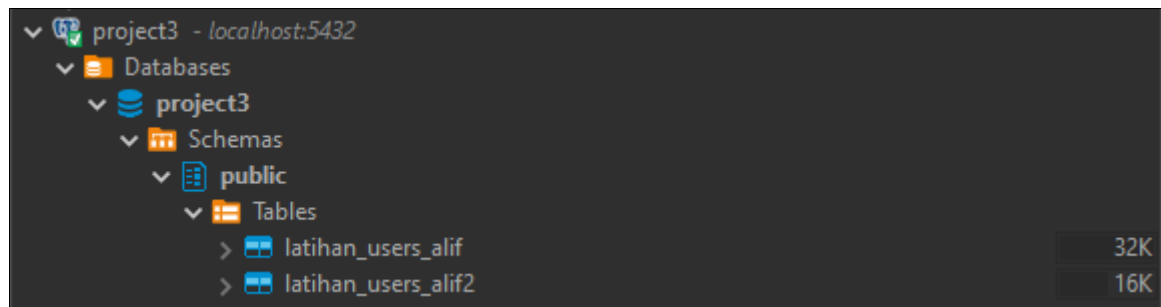 project3 - localhost:5432
Databases
project3
Schemas
public
Tables
latihan_users_alif 32K
latihan_users_alif2 16K